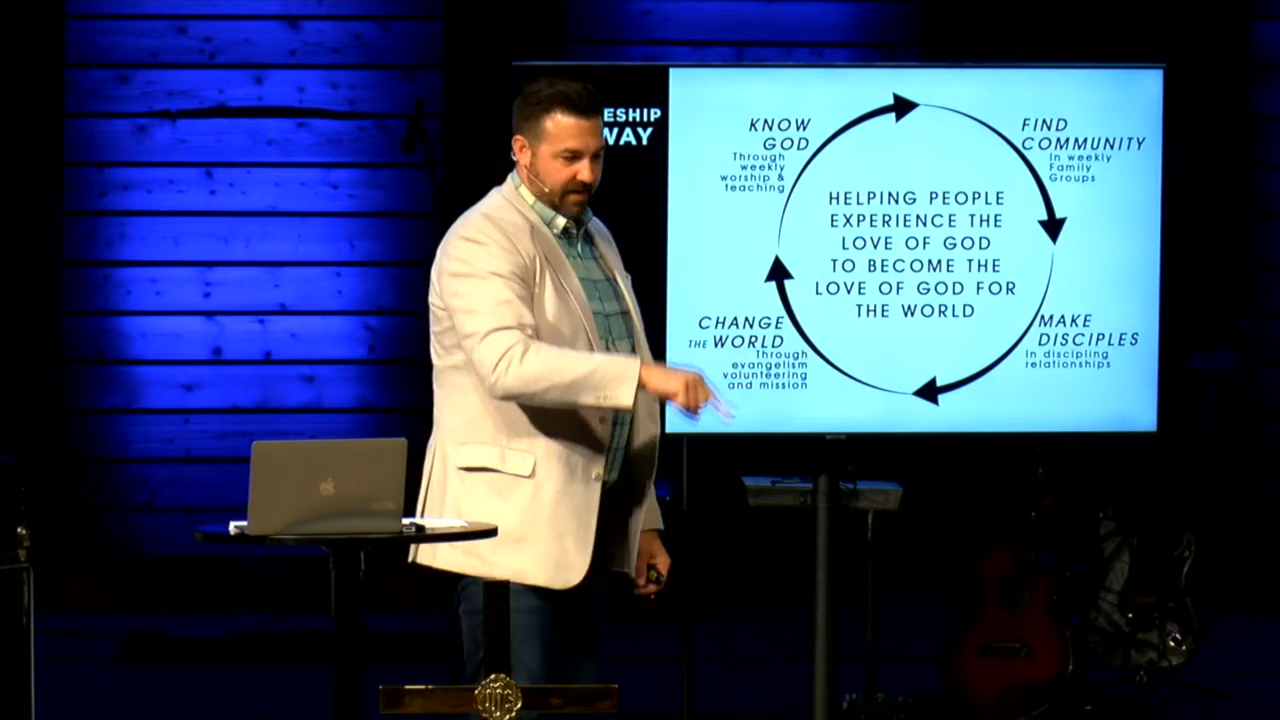 ESHIP
WAY
KNOW
GOD
Through
weekly
worship &
teaching
FIND
COMMUNITY
In weekly
Family
Groups
HELPING PEOPLE
EXPERIENCE THE
LOVE OF GOD
TO BECOME THE
LOVE OF GOD FOR
THE WORLD
CHANGE
THE WORLD
Through
evangelism
volunteering
and mission
MAKE
DISCIPLES
In discipling
relationships